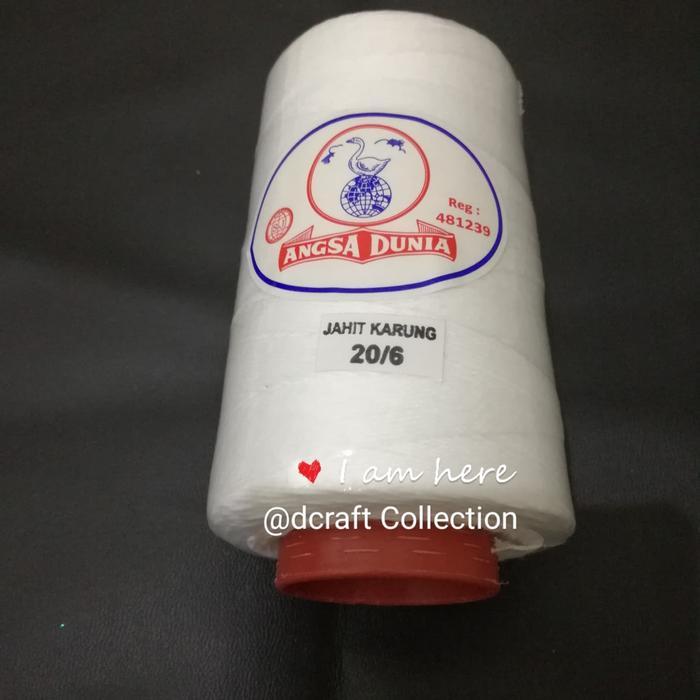 Reg :
481239
ANGSA DUNIA
JAHIT KARUNG
20/6
I am here
@dcraft Collection